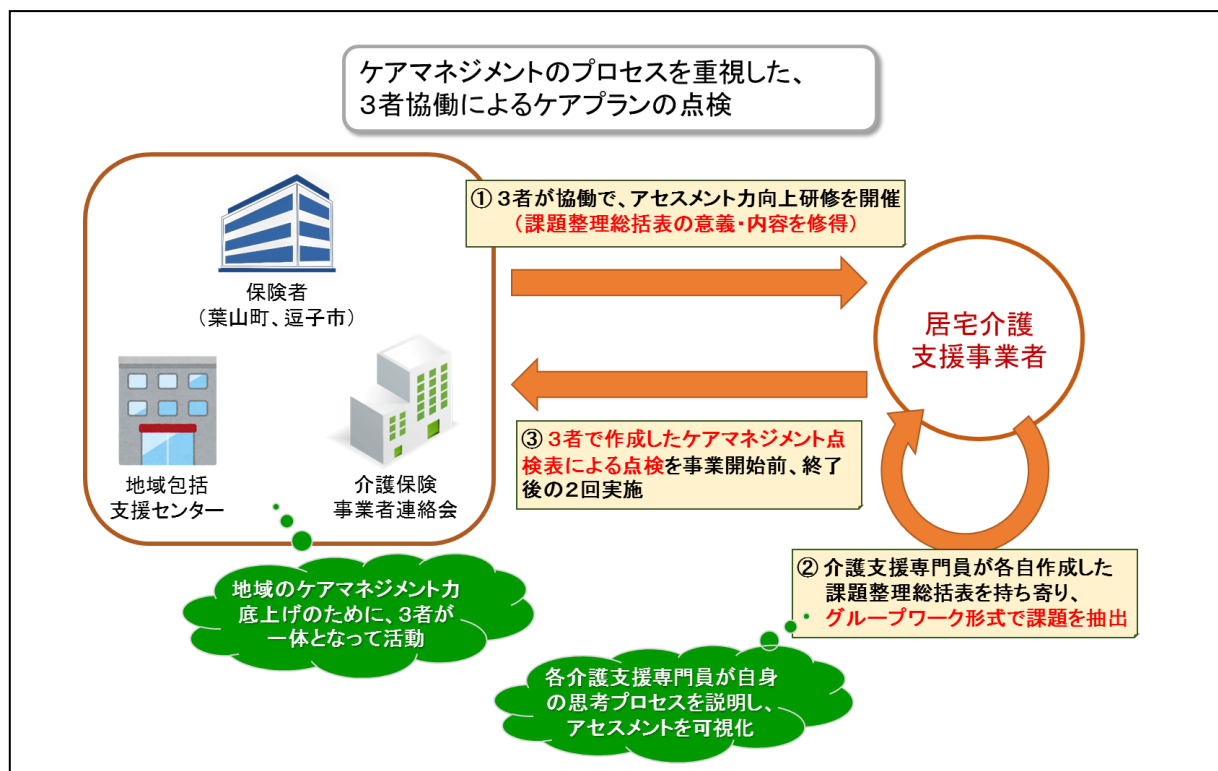 ケアマネジメントのプロセスを重視した、
３者協働によるケアプランの点検
保険者
（葉山町、逗子市）
地域包括
支援センター
介護保険
事業者連絡会
① ３者が協働で、アセスメント力向上研修を開催
（課題整理総括表の意義・内容を修得）
居宅介護
支援事業者
③ ３者で作成したケアマネジメント点
検表による点検を事業開始前、終了
後の２回実施
② 介護支援専門員が各自作成した
課題整理総括表を持ち寄り、
グループワーク形式で課題を抽出
地域のケアマネジメント力
底上げのために、３者が
一体となって活動
各介護支援専門員が自身
の思考プロセスを説明し、
アセスメントを可視化